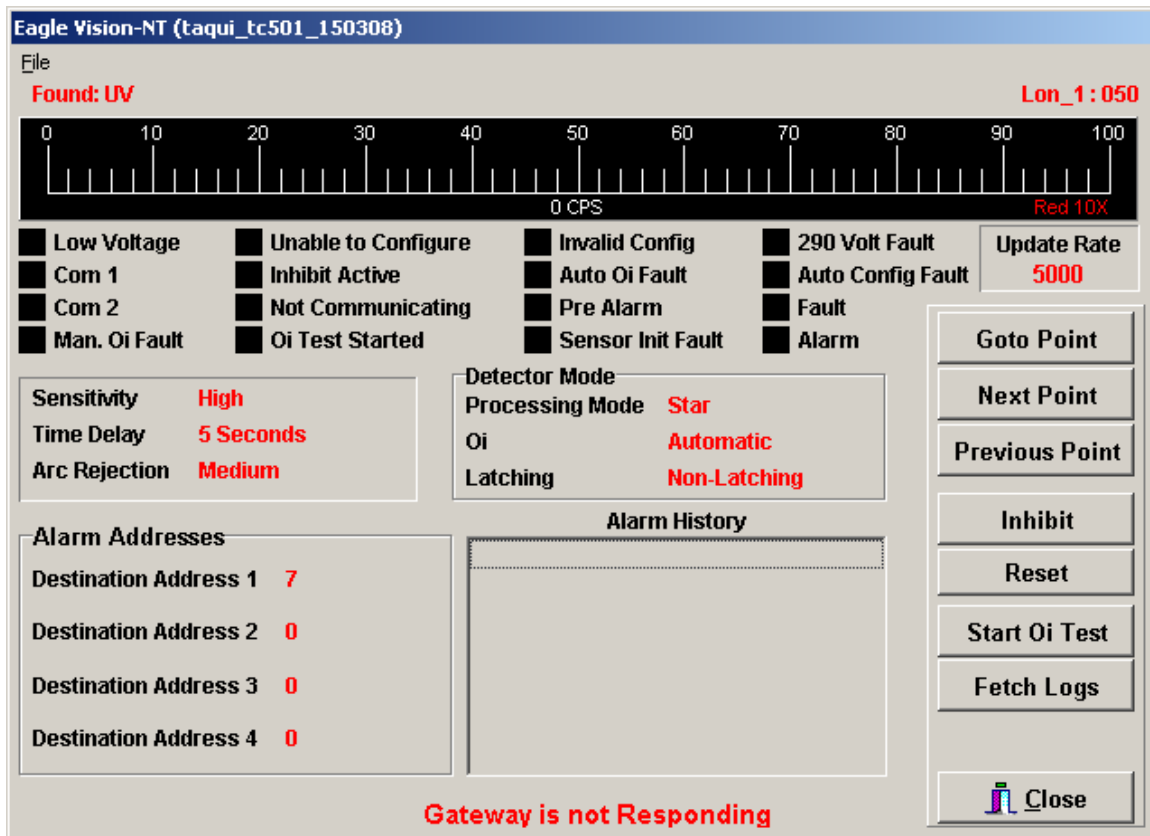 Eagle Vision-NT (taqui_tc501_150308)
File
Found: UV Lon_1 : 050
0 10 20 30 40 50 60 70 80 90 100
0 CPS Red 10X
Low Voltage Unable to Configure Invalid Config 290 Volt Fault
Com 1 Inhibit Active Auto Oi Fault Auto Config Fault
Com 2 Not Communicating Pre Alarm Fault
Man. Oi Fault Oi Test Started Sensor Init Fault Alarm
Update Rate
5000
Sensitivity High
Time Delay 5 Seconds
Arc Rejection Medium
Detector Mode
Processing Mode Star
Oi Automatic
Latching Non-Latching
Alarm Addresses
Destination Address 1 7
Destination Address 2 0
Destination Address 3 0
Destination Address 4 0
Alarm History
Goto Point
Next Point
Previous Point
Inhibit
Reset
Start Oi Test
Fetch Logs
Close
Gateway is not Responding